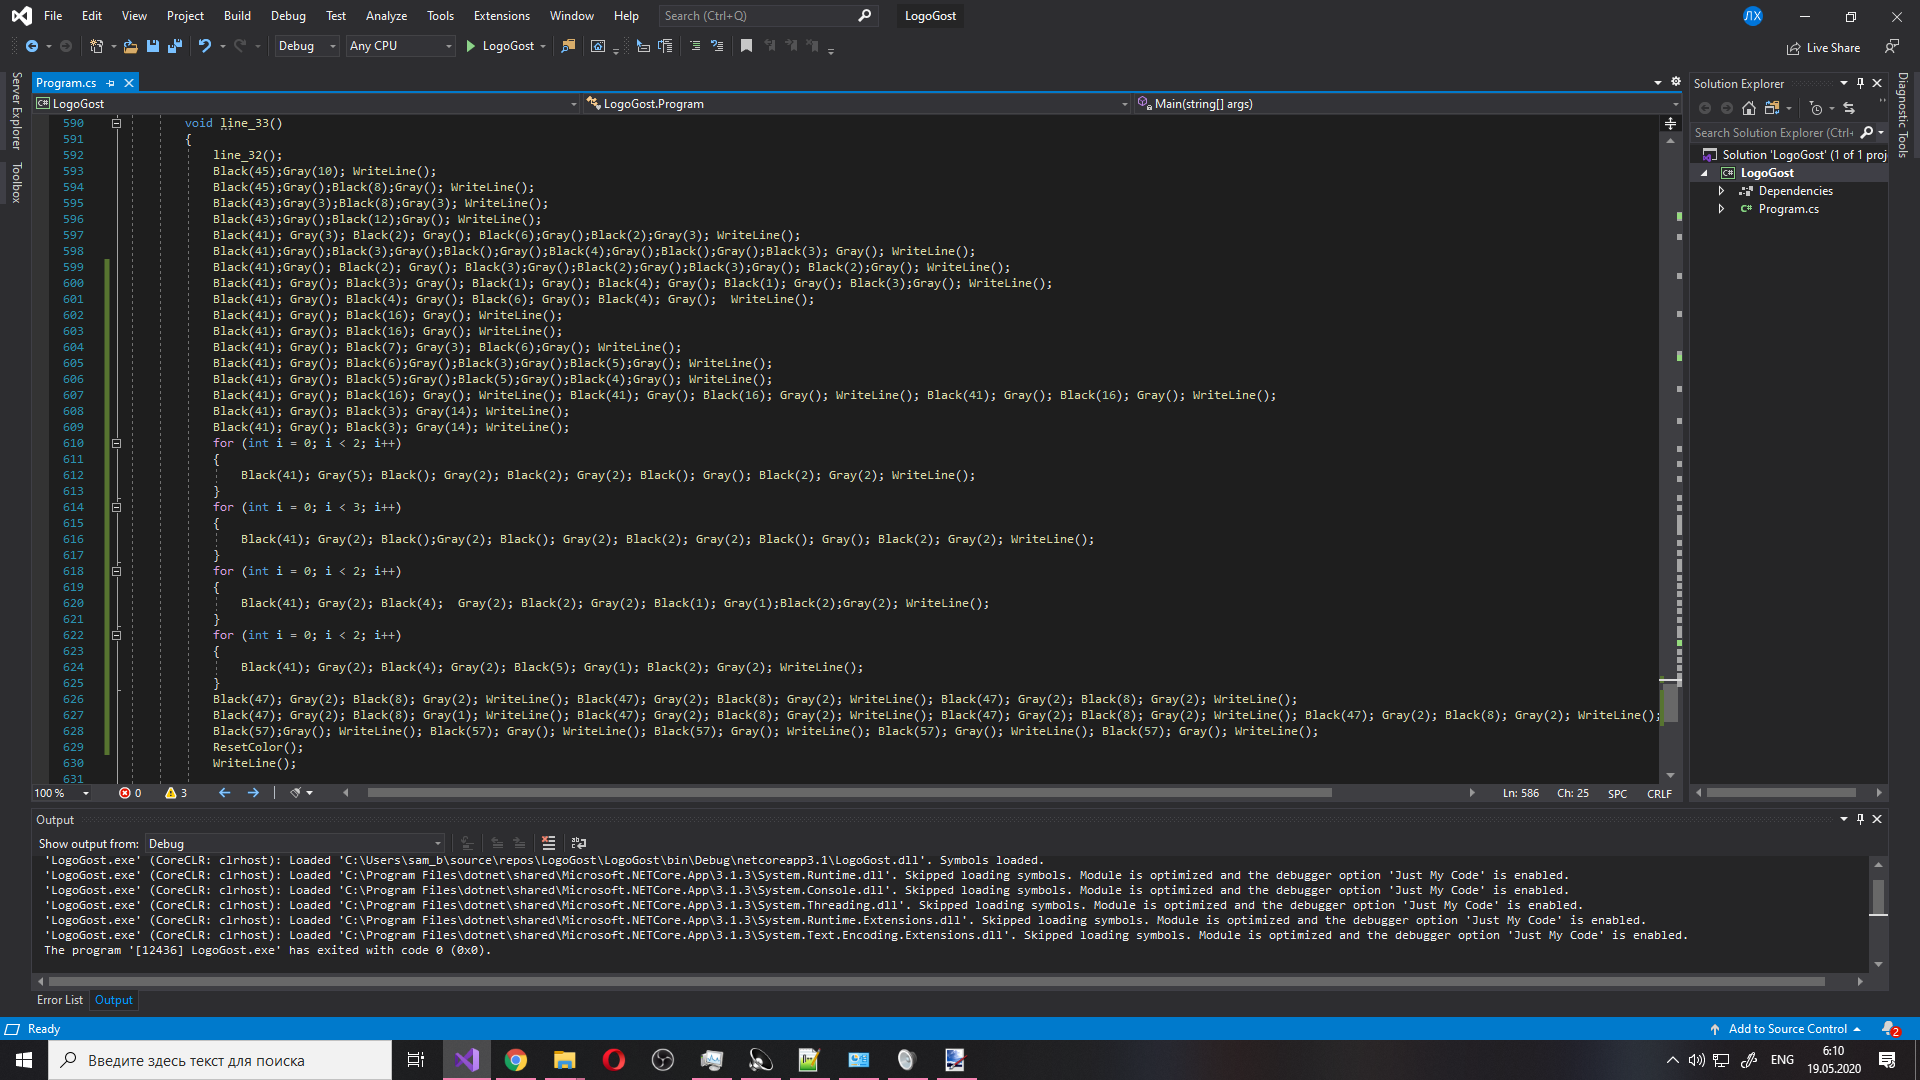 File Edit View Project Build Debug Test Analyze Tools Extensions Window Help Search (Ctrl+Q) LogoGost ЛХ
Debug Any CPU LogoGost Live Share
Server Explorer
Toolbox
Program.cs
LogoGost LogoGost.Program Main(string[] args)
590 void line_33()
591 {
592 line_32();
593 Black(45);Gray(10); WriteLine();
594 Black(45);Gray();Black(8);Gray(); WriteLine();
595 Black(43);Gray(3);Black(8);Gray(3); WriteLine();
596 Black(43);Gray();Black(12);Gray(); WriteLine();
597 Black(41); Gray(3); Black(2); Gray(); Black(6);Gray();Black(2);Gray(3); WriteLine();
598 Black(41);Gray();Black(3);Gray();Black();Gray();Black(4);Gray();Black();Gray();Black(3); Gray(); WriteLine();
599 Black(41);Gray(); Black(2); Gray(); Black(3);Gray();Black(2);Gray();Black(3);Gray(); Black(2);Gray(); WriteLine();
600 Black(41); Gray(); Black(3); Gray(); Black(1); Gray(); Black(4); Gray(); Black(1); Gray(); Black(3);Gray(); WriteLine();
601 Black(41); Gray(); Black(4); Gray(); Black(6); Gray(); Black(4); Gray();  WriteLine();
602 Black(41); Gray(); Black(16); Gray(); WriteLine();
603 Black(41); Gray(); Black(16); Gray(); WriteLine();
604 Black(41); Gray(); Black(7); Gray(3); Black(6);Gray(); WriteLine();
605 Black(41); Gray(); Black(6);Gray();Black(3);Gray();Black(5);Gray(); WriteLine();
606 Black(41); Gray(); Black(5);Gray();Black(5);Gray();Black(4);Gray(); WriteLine();
607 Black(41); Gray(); Black(16); Gray(); WriteLine(); Black(41); Gray(); Black(16); Gray(); WriteLine(); Black(41); Gray(); Black(16); Gray(); WriteLine();
608 Black(41); Gray(); Black(3); Gray(14); WriteLine();
609 Black(41); Gray(); Black(3); Gray(14); WriteLine();
610 for (int i = 0; i < 2; i++)
611 {
612 Black(41); Gray(5); Black(); Gray(2); Black(2); Gray(2); Black(); Gray(); Black(2); Gray(2); WriteLine();
613 }
614 for (int i = 0; i < 3; i++)
615 {
616 Black(41); Gray(2); Black();Gray(2); Black(); Gray(2); Black(2); Gray(2); Black(); Gray(); Black(2); Gray(2); WriteLine();
617 }
618 for (int i = 0; i < 2; i++)
619 {
620 Black(41); Gray(2); Black(4);  Gray(2); Black(2); Gray(2); Black(1); Gray(1);Black(2);Gray(2); WriteLine();
621 }
622 for (int i = 0; i < 2; i++)
623 {
624 Black(41); Gray(2); Black(4); Gray(2); Black(5); Gray(1); Black(2); Gray(2); WriteLine();
625 }
626 Black(47); Gray(2); Black(8); Gray(2); WriteLine(); Black(47); Gray(2); Black(8); Gray(2); WriteLine(); Black(47); Gray(2); Black(8); Gray(2); WriteLine();
627 Black(47); Gray(2); Black(8); Gray(1); WriteLine(); Black(47); Gray(2); Black(8); Gray(2); WriteLine(); Black(47); Gray(2); Black(8); Gray(2); WriteLine(); Black(47); Gray(2); Black(8); Gray(2); WriteLine();
628 Black(57);Gray(); WriteLine(); Black(57); Gray(); WriteLine(); Black(57); Gray(); WriteLine(); Black(57); Gray(); WriteLine(); Black(57); Gray(); WriteLine();
629 ResetColor();
630 WriteLine();
631
100 % 0 3 Ln: 586 Ch: 25 SPC CRLF
Solution Explorer
Search Solution Explorer (Ctrl+
Solution 'LogoGost' (1 of 1 proj
LogoGost
Dependencies
Program.cs
Diagnostic Tools
Output
Show output from: Debug
'LogoGost.exe' (CoreCLR: clrhost): Loaded 'C:\Users\sam_b\source\repos\LogoGost\LogoGost\bin\Debug\netcoreapp3.1\LogoGost.dll'. Symbols loaded.
'LogoGost.exe' (CoreCLR: clrhost): Loaded 'C:\Program Files\dotnet\shared\Microsoft.NETCore.App\3.1.3\System.Runtime.dll'. Skipped loading symbols. Module is optimized and the debugger option 'Just My Code' is enabled.
'LogoGost.exe' (CoreCLR: clrhost): Loaded 'C:\Program Files\dotnet\shared\Microsoft.NETCore.App\3.1.3\System.Console.dll'. Skipped loading symbols. Module is optimized and the debugger option 'Just My Code' is enabled.
'LogoGost.exe' (CoreCLR: clrhost): Loaded 'C:\Program Files\dotnet\shared\Microsoft.NETCore.App\3.1.3\System.Threading.dll'. Skipped loading symbols. Module is optimized and the debugger option 'Just My Code' is enabled.
'LogoGost.exe' (CoreCLR: clrhost): Loaded 'C:\Program Files\dotnet\shared\Microsoft.NETCore.App\3.1.3\System.Runtime.Extensions.dll'. Skipped loading symbols. Module is optimized and the debugger option 'Just My Code' is enabled.
'LogoGost.exe' (CoreCLR: clrhost): Loaded 'C:\Program Files\dotnet\shared\Microsoft.NETCore.App\3.1.3\System.Text.Encoding.Extensions.dll'. Skipped loading symbols. Module is optimized and the debugger option 'Just My Code' is enabled.
The program '[12436] LogoGost.exe' has exited with code 0 (0x0).
Error List Output
Ready Add to Source Control 2
Введите здесь текст для поиска
ENG 6:10
19.05.2020